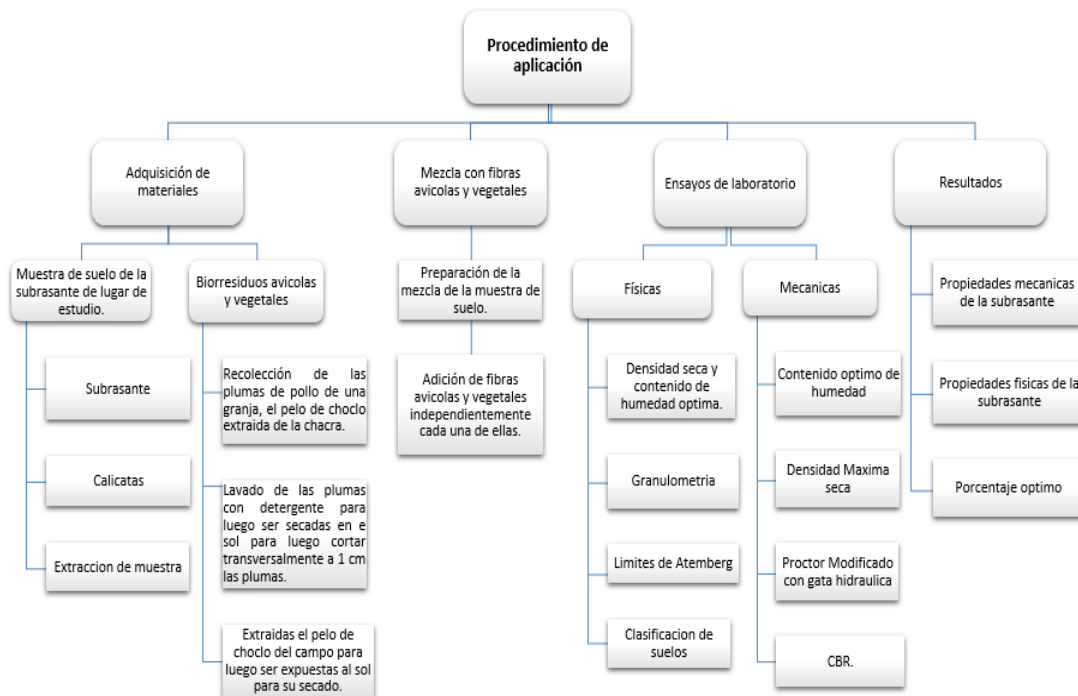 Procedimiento de
aplicación
Adquisición de
materiales
Mezcla con fibras
avicolas y vegetales
Ensayos de laboratorio
Resultados
Muestra de suelo de la
subrasante de lugar de
estudio.
Subrasante
Calicatas
Extraccion de muestra
Biorresiduos avicolas
y vegetales
Recolección de las
plumas de pollo de una
granja, el pelo de choclo
extraida de la chacra.
Lavado de las plumas
con detergente para
luego ser secadas en e
sol para luego cortar
transversalmente a 1 cm
las plumas.
Extraidas el pelo de
choclo del campo para
luego ser expuestas al sol
para su secado.
Preparación de la
mezcla de la muestra de
suelo.
Adición de fibras
avicolas y vegetales
independientemente
cada una de ellas.
Físicas
Densidad seca y
contenido de
humedad optima.
Granulometria
Limites de Atemberg
Clasificacion de
suelos
Mecanicas
Contenido optimo de
humedad
Densidad Maxima
seca
Proctor Modificado
con gata hidraulica
CBR.
Propiedades mecanicas
de la subrasante
Propiedades fisicas de la
subrasante
Porcentaje optimo